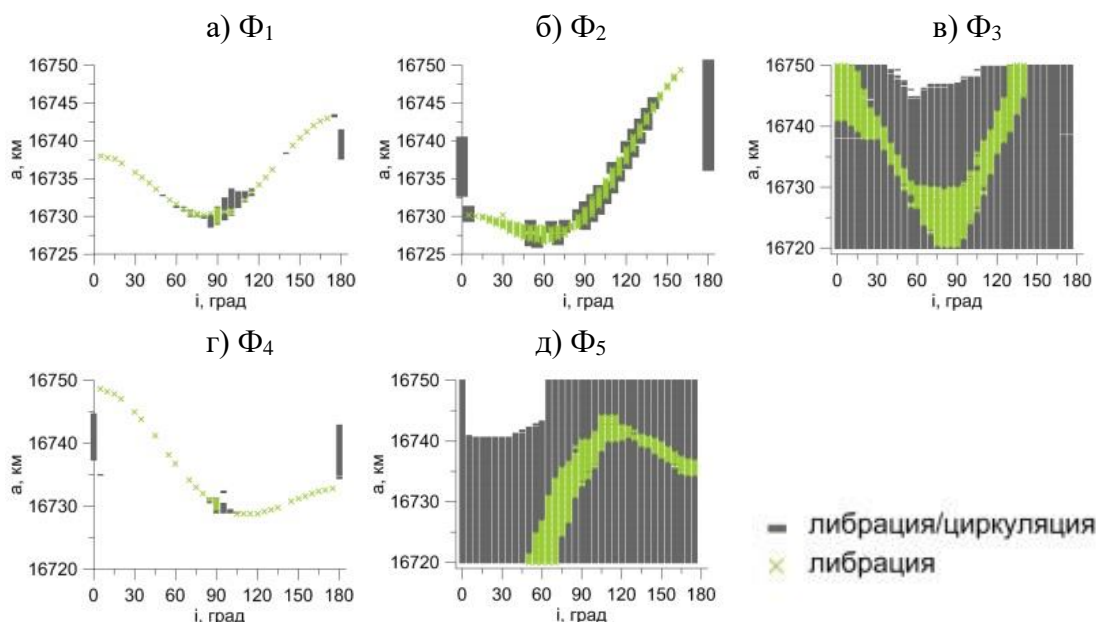 а) Φ₁ б) Φ₂ в) Φ₃
16750 16750 16750
16745 16745
16740 16740 16740
16735 16735
16730 16730 16730
16725 16725 16720
a, км a, км a, км
0 30 60 90 120 150 180 0 30 60 90 120 150 180 0 30 60 90 120 150 180
i, град i, град i, град
г) Φ₄ д) Φ₅
16750 16750
16740 16740
16730 16730
16720 16720
a, км a, км
0 30 60 90 120 150 180 0 30 60 90 120 150 180
i, град i, град
либрация/циркуляция
либрация